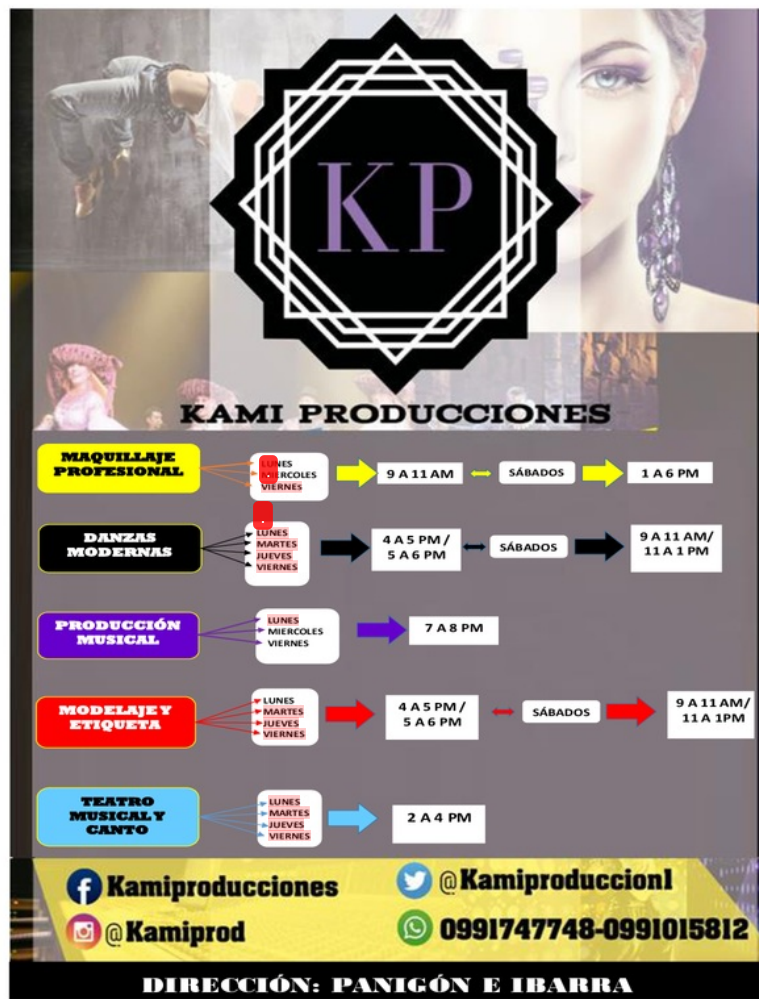 KP
KAMI PRODUCCIONES
MAQUILLAJE
PROFESIONAL
LUNES
MIERCOLES
VIERNES
9 A 11 AM
SÁBADOS
1 A 6 PM
DANZAS
MODERNAS
LUNES
MARTES
JUEVES
VIERNES
4 A 5 PM /
5 A 6 PM
SÁBADOS
9 A 11 AM/
11 A 1 PM
PRODUCCIÓN
MUSICAL
LUNES
MIERCOLES
VIERNES
7 A 8 PM
MODELAJE Y
ETIQUETA
LUNES
MARTES
JUEVES
VIERNES
4 A 5 PM /
5 A 6 PM
SÁBADOS
9 A 11 AM/
11 A 1PM
TEATRO
MUSICAL Y
CANTO
LUNES
MARTES
JUEVES
VIERNES
2 A 4 PM
Kamiproducciones
@Kamiproduccion1
@Kamiprod
0991747748-0991015812
DIRECCIÓN: PANIGÓN E IBARRA